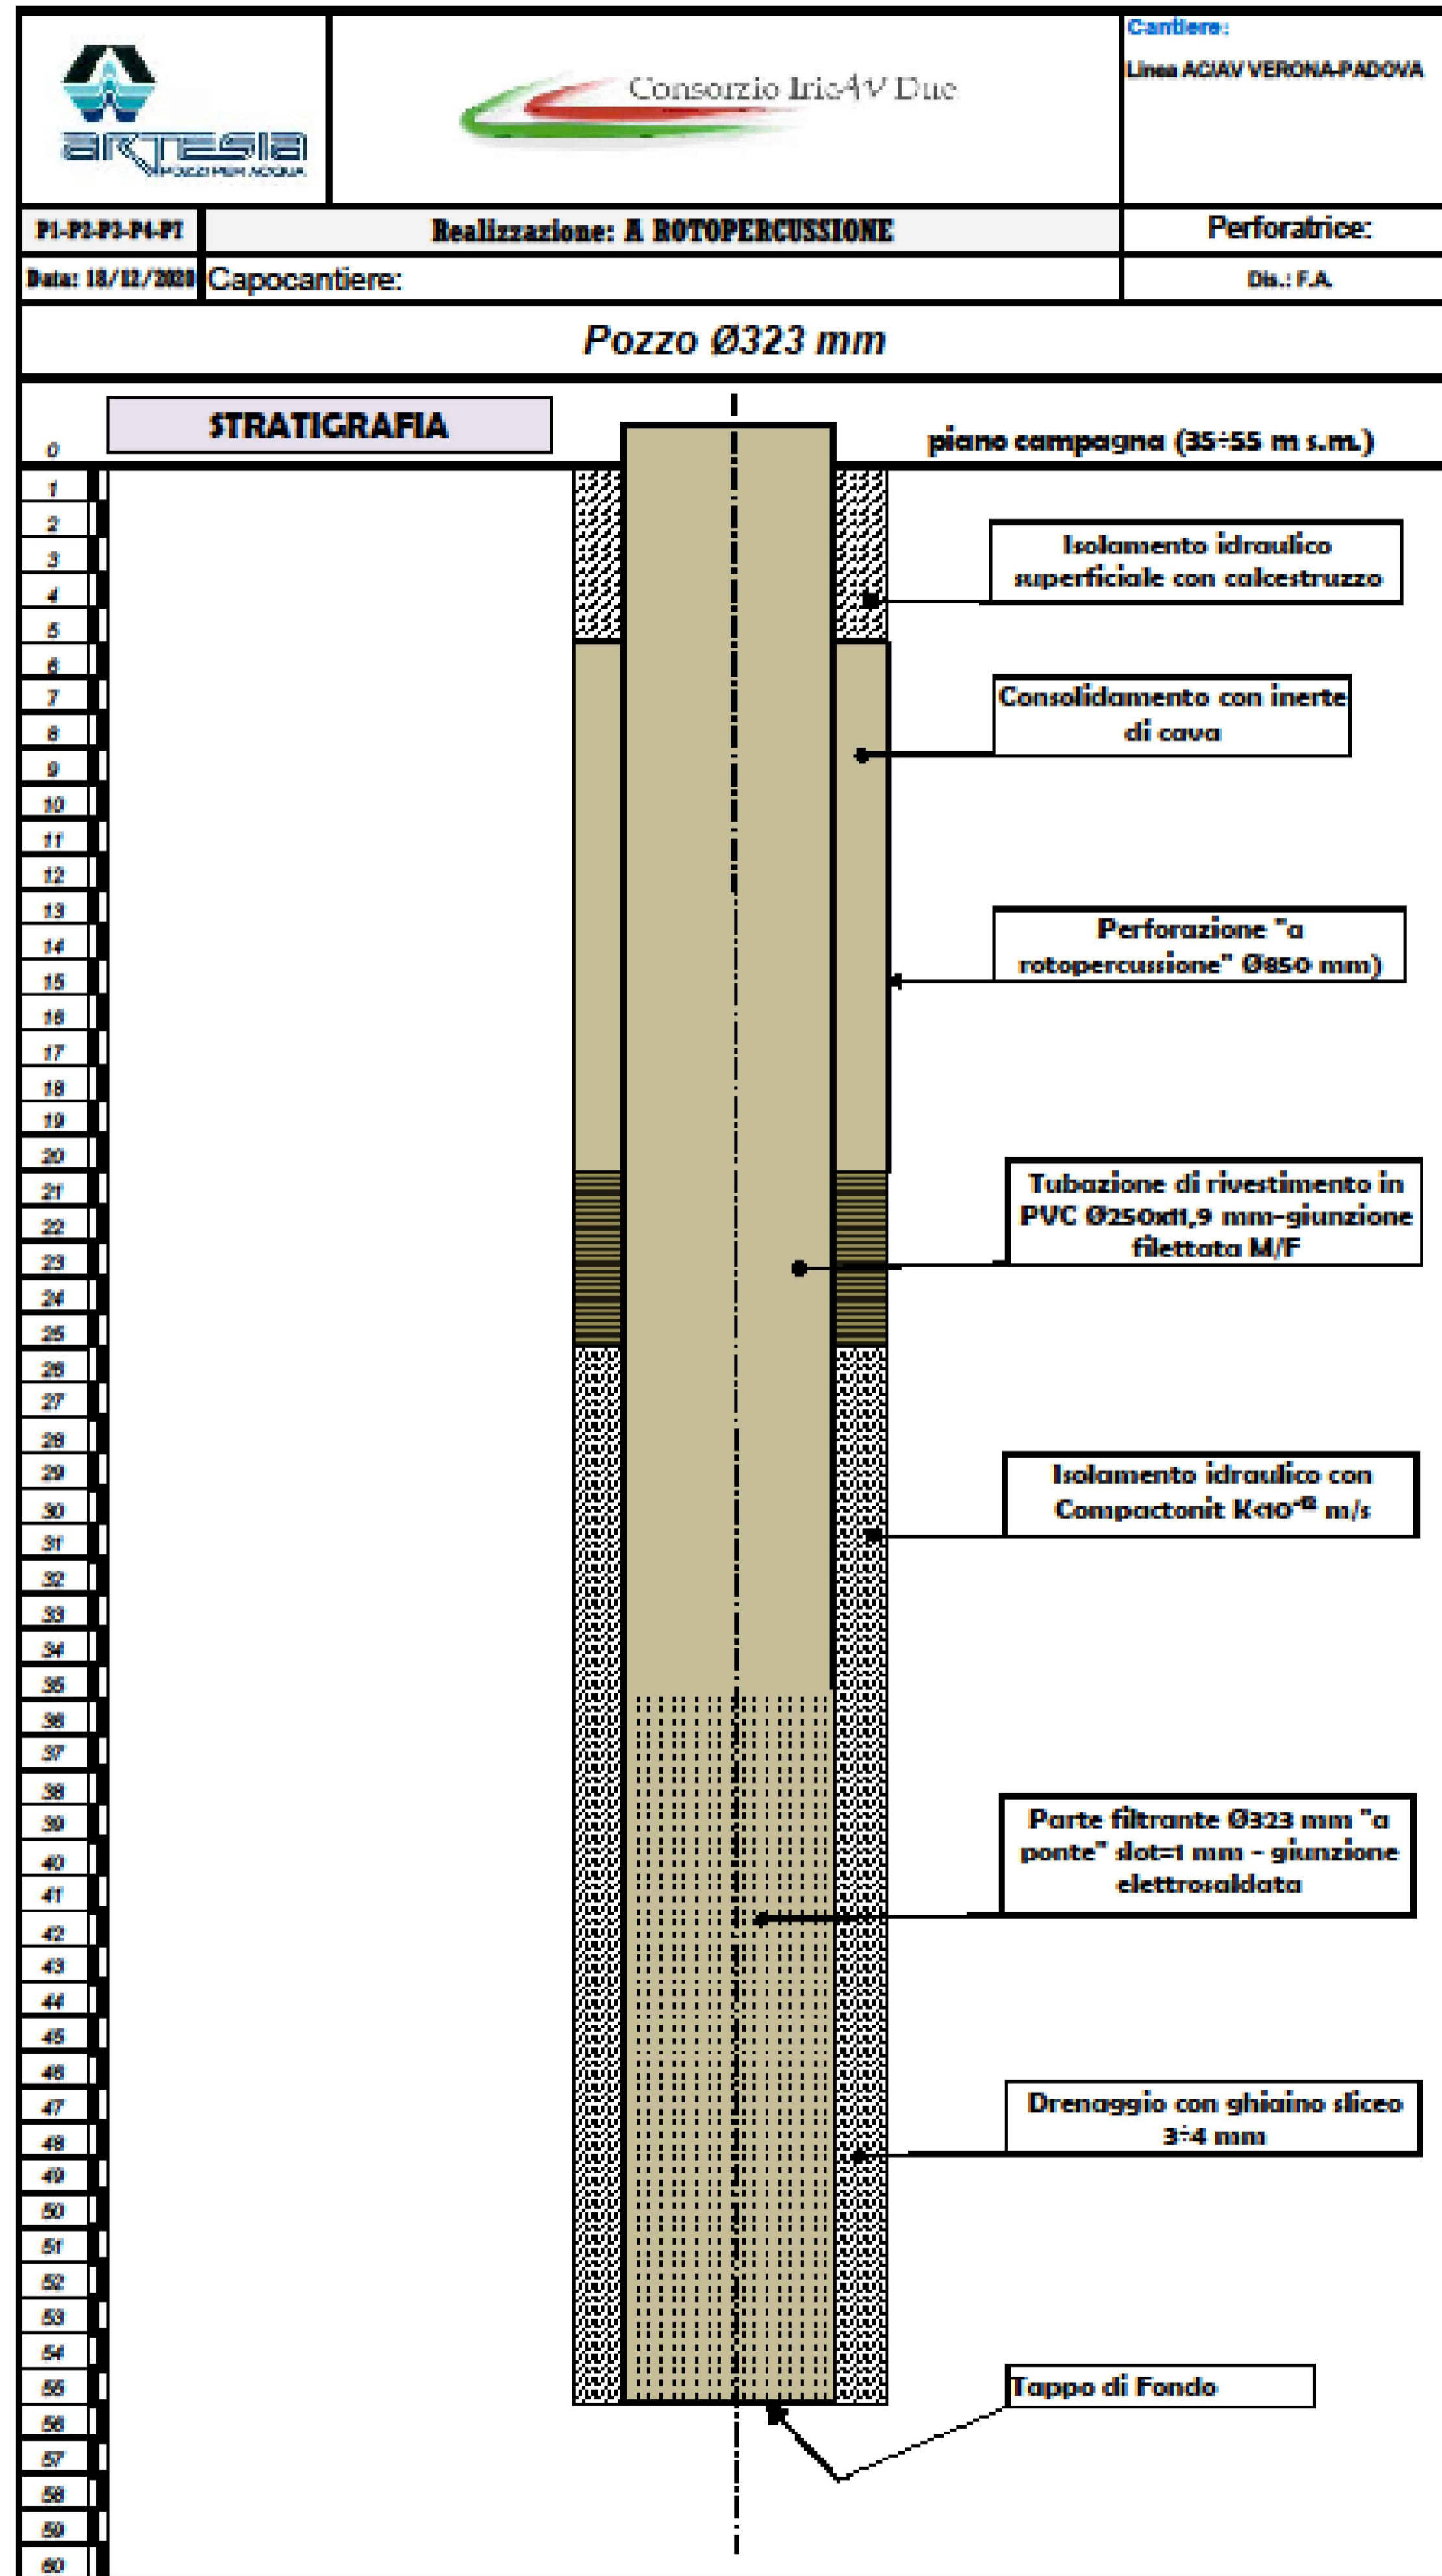 Cantiere:
Linea AC/AV VERONA-PADOVA
ARTESIA
POZZI PER ACQUA
Consorzio IricAV Due
P1-P2-P3-P4-P7
Realizzazione: A ROTOPERCUSSIONE
Perforatrice:
Data: 18/12/2020
Capocantiere:
Dis.: F.A.
Pozzo Ø323 mm
STRATIGRAFIA
piano campagna (35÷55 m s.m.)
0
1
2
3
4
5
6
7
8
9
10
11
12
13
14
15
16
17
18
19
20
21
22
23
24
25
26
27
28
29
30
31
32
33
34
35
36
37
38
39
40
41
42
43
44
45
46
47
48
49
50
51
52
53
54
55
56
57
58
59
60
Isolamento idraulico
superficiale con calcestruzzo
Consolidamento con inerte
di cava
Perforazione "a
rotopercussione" Ø850 mm)
Tubazione di rivestimento in
PVC Ø250x11,9 mm-giunzione
filettata M/F
Isolamento idraulico con
Compactonit m/s
Parte filtrante Ø323 mm "a
ponte" slot=1 mm - giunzione
elettrosaldata
Drenaggio con ghiaino sliceo
3÷4 mm
Tappo di Fondo